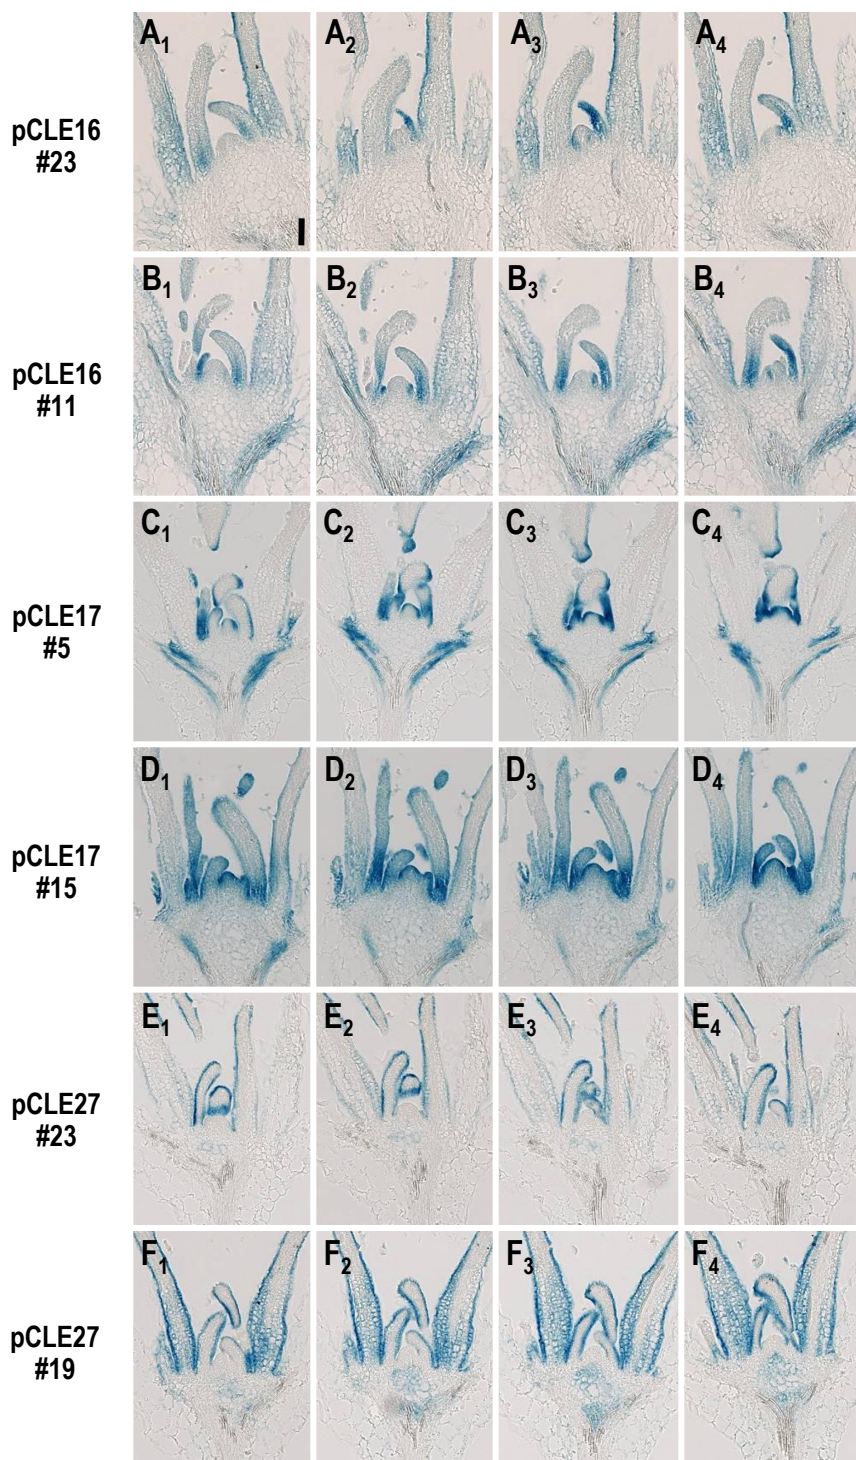 A1 A2 A3 A4
pCLE16
#23
B1 B2 B3 B4
pCLE16
#11
C1 C2 C3 C4
pCLE17
#5
D1 D2 D3 D4
pCLE17
#15
E1 E2 E3 E4
pCLE27
#23
F1 F2 F3 F4
pCLE27
#19